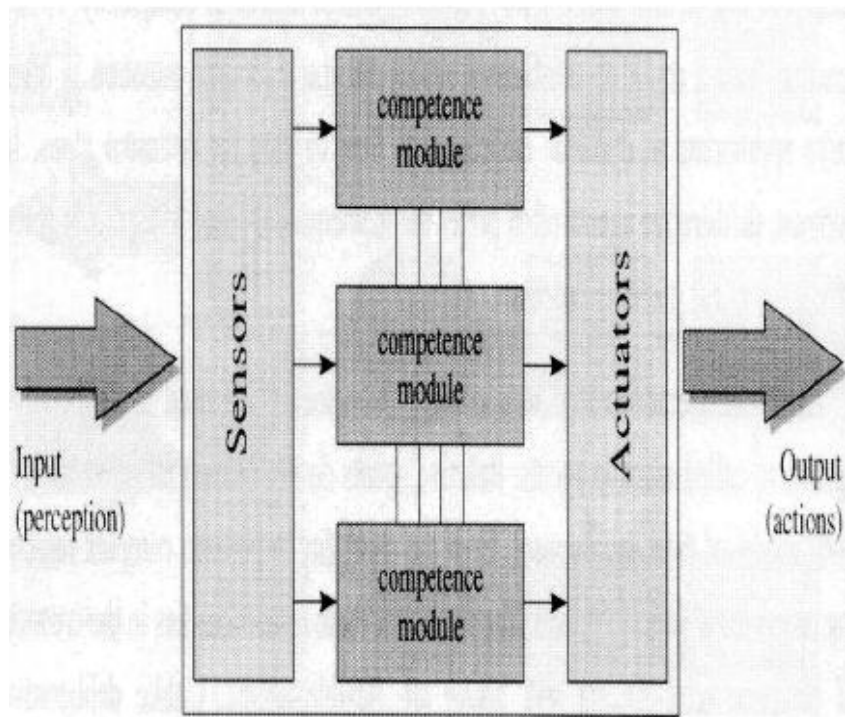 competence
module
competence
module
competence
module
Sensors
Actuators
Input
(perception)
Output
(actions)